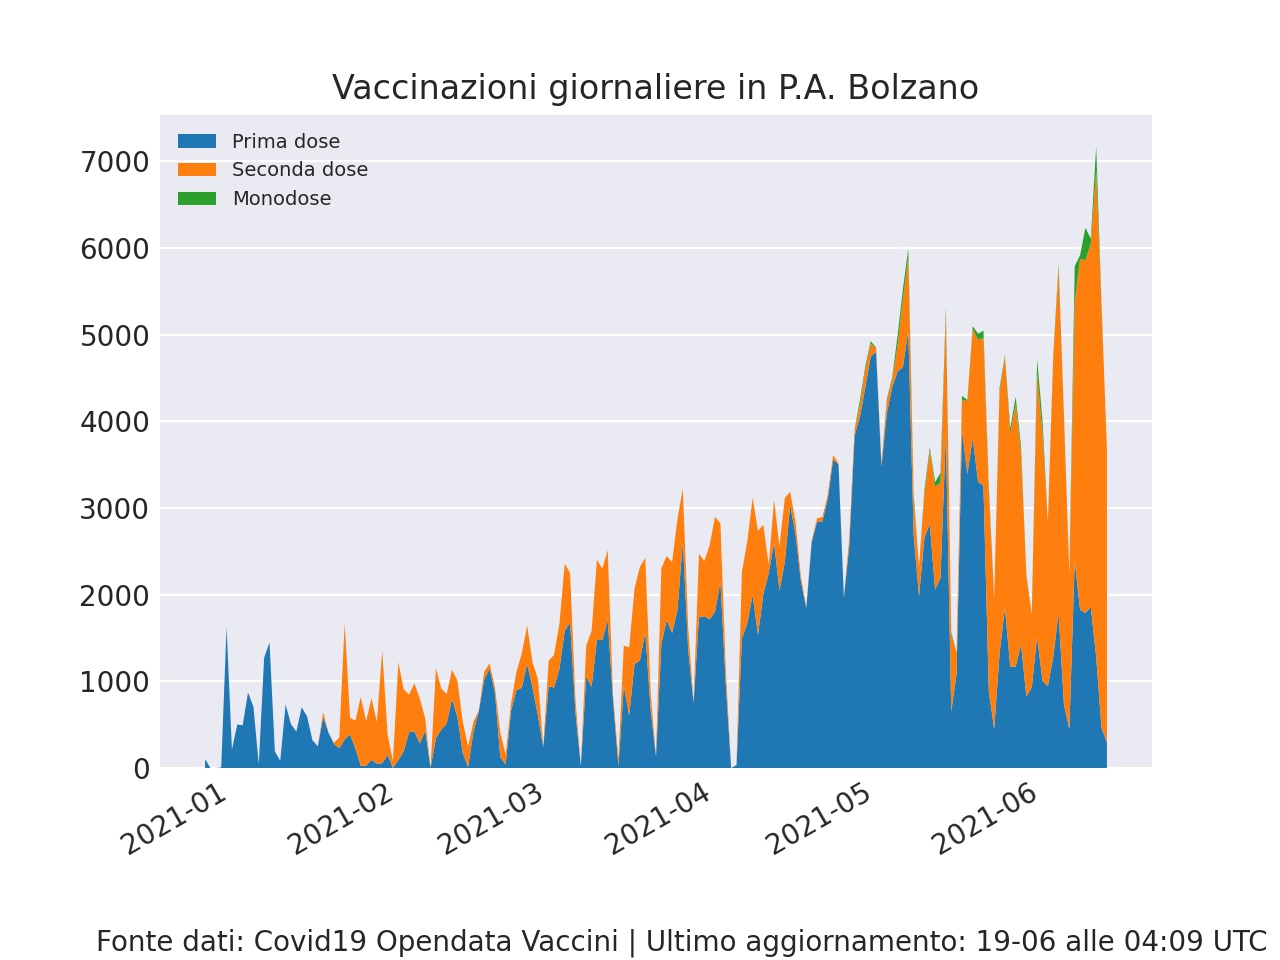 Vaccinazioni giornaliere in P.A. Bolzano
Prima dose
Seconda dose
Monodose
7000
6000
5000
4000
3000
2000
1000
0
2021-01
2021-02
2021-03
2021-04
2021-05
2021-06
Fonte dati: Covid19 Opendata Vaccini | Ultimo aggiornamento: 19-06 alle 04:09 UTC